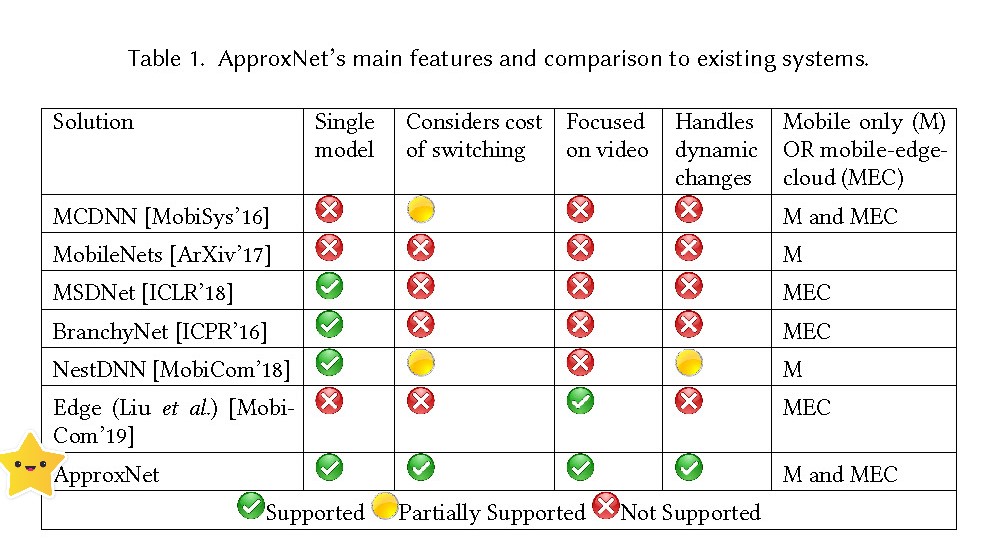 Table 1. ApproxNet’s main features and comparison to existing systems.
Solution Single Considers cost Focused Handles Mobile only (M)
model of switching on video dynamic OR mobile-edge-
changes cloud (MEC)
MCDNN [MobiSys’16] M and MEC
MobileNets [ArXiv’17] M
MSDNet [ICLR’18] MEC
BranchyNet [ICPR’16] MEC
NestDNN [MobiCom’18] M
Edge (Liu et al.) [Mobi- MEC
Com’19]
ApproxNet M and MEC
Supported Partially Supported Not Supported